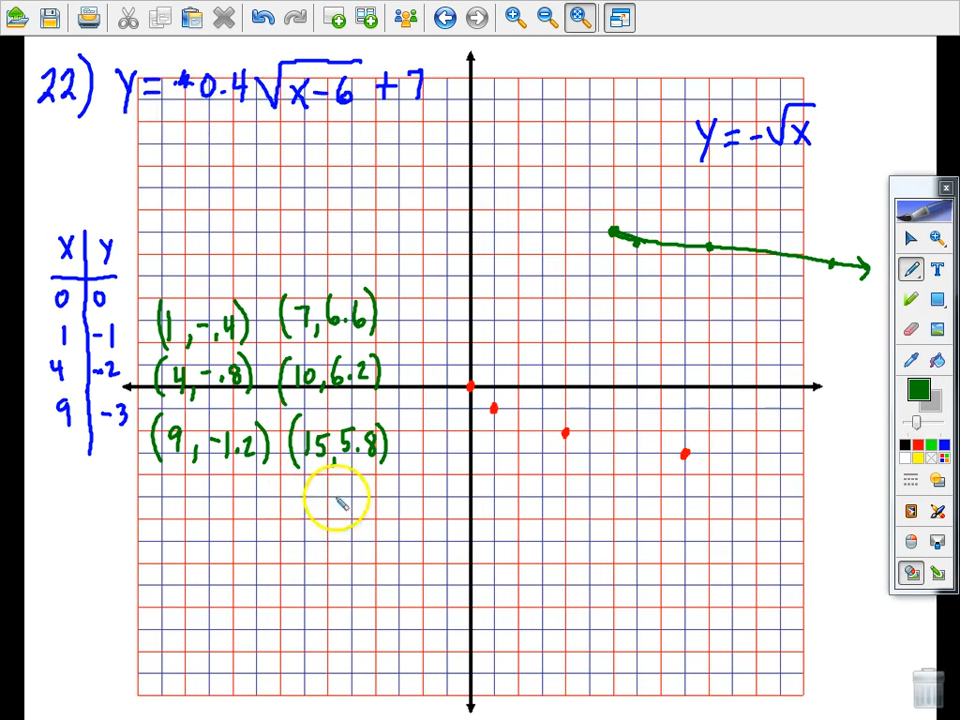 22) y = -0.4√x-6 + 7
y = -√x
X Y
0 0
1 -1
4 -2
9 -3
(1, -.4) (7, 6.6)
(4, -.8) (10, 6.2)
(9, -1.2) (15, 5.8)
T